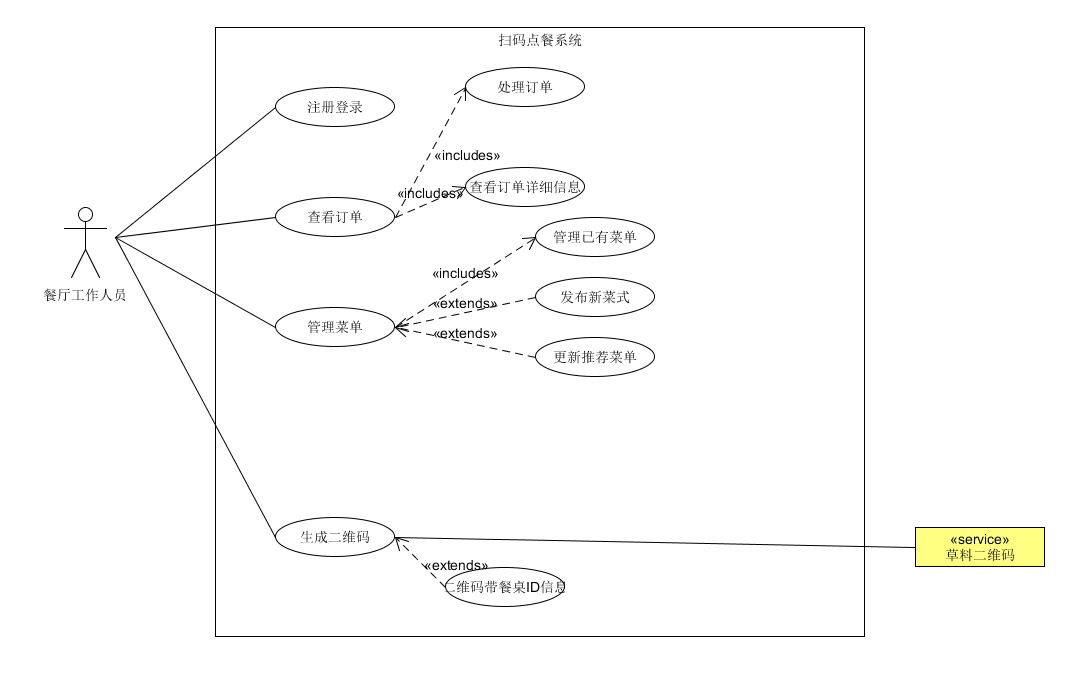 扫码点餐系统
处理订单
注册登录
«includes»
查看订单详细信息
«includes»
查看订单
管理已有菜单
«includes»
餐厅工作人员
发布新菜式
«extends»
管理菜单
«extends»
更新推荐菜单
生成二维码
«service»
草料二维码
«extends»
二维码带餐桌ID信息